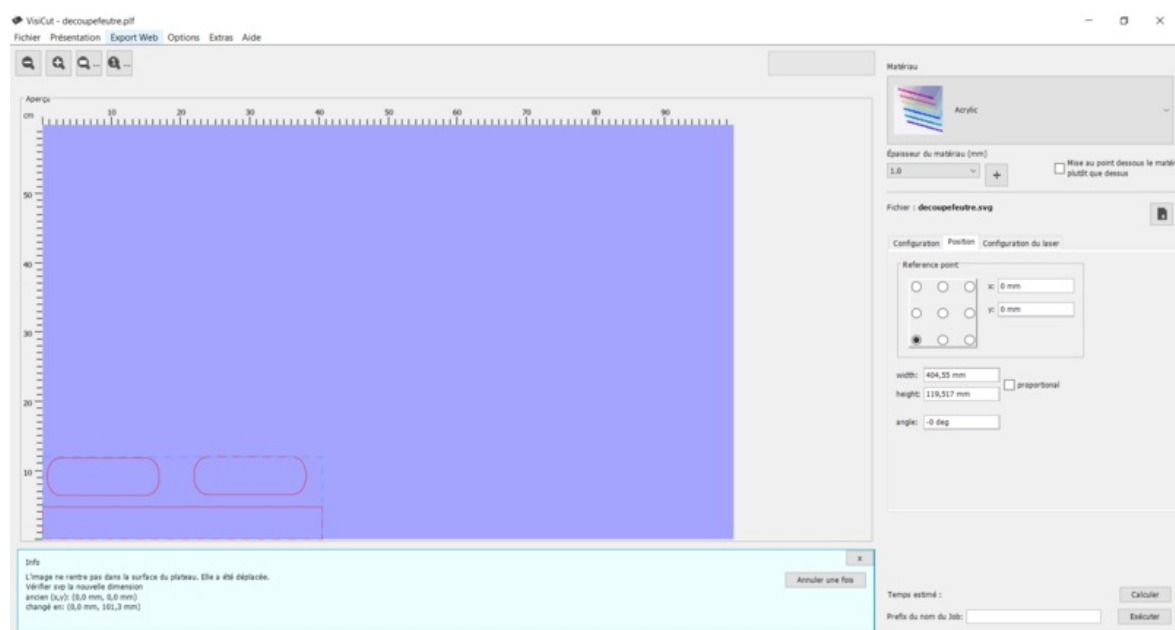 VisiCut - decoupefeutre.plf
Fichier Présentation Export Web Options Extras Aide
Aperçu
cm 10 20 30 40 50 60 70 80 90
50
40
30
20
10
Info
x
L'image ne rentre pas dans la surface du plateau. Elle a été déplacée.
Vérifier svp la nouvelle dimension
ancien (x,y): (0,0 mm, 0,0 mm)
changé en: (0,0 mm, 101,3 mm)
Annuler une fois
Matériau
Acrylic
Épaisseur du matériau (mm)
1.0
+
Mise au point dessous le matér
plutôt que dessus
Fichier : decoupefeutre.svg
Configuration Position Configuration du laser
Reference point
x: 0 mm
y: 0 mm
width: 404,55 mm
proportional
height: 119,517 mm
angle: -0 deg
Temps estimé :
Calculer
Prefix du nom du Job:
Exécuter